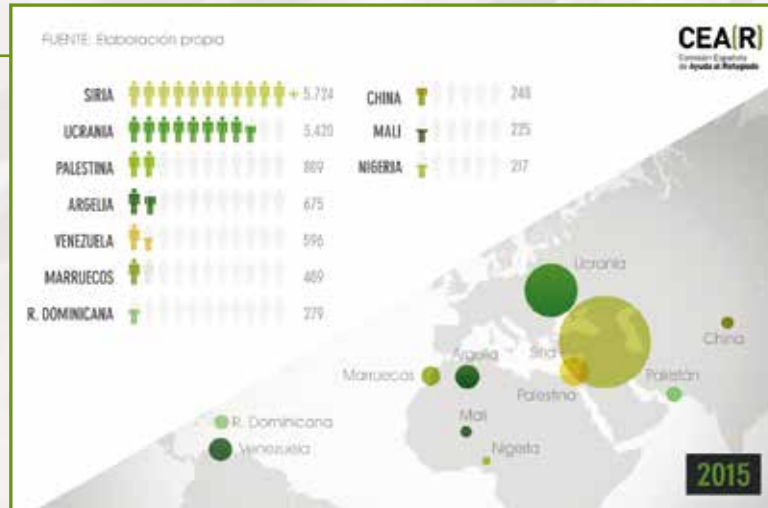 FUENTE: Elaboración propia
CEA(R)
Comisión Española
de Ayuda al Refugiado
SIRIA + 5.724
UCRANIA 5.420
PALESTINA 809
ARGELIA 675
VENEZUELA 596
MARRUECOS 409
R. DOMINICANA 279
CHINA 248
MALI 225
NIGERIA 217
Ucrania
China
Argelia
Siria
Marruecos
Pakistán
Palestina
Mali
R. Dominicana
Nigeria
Venezuela
2015